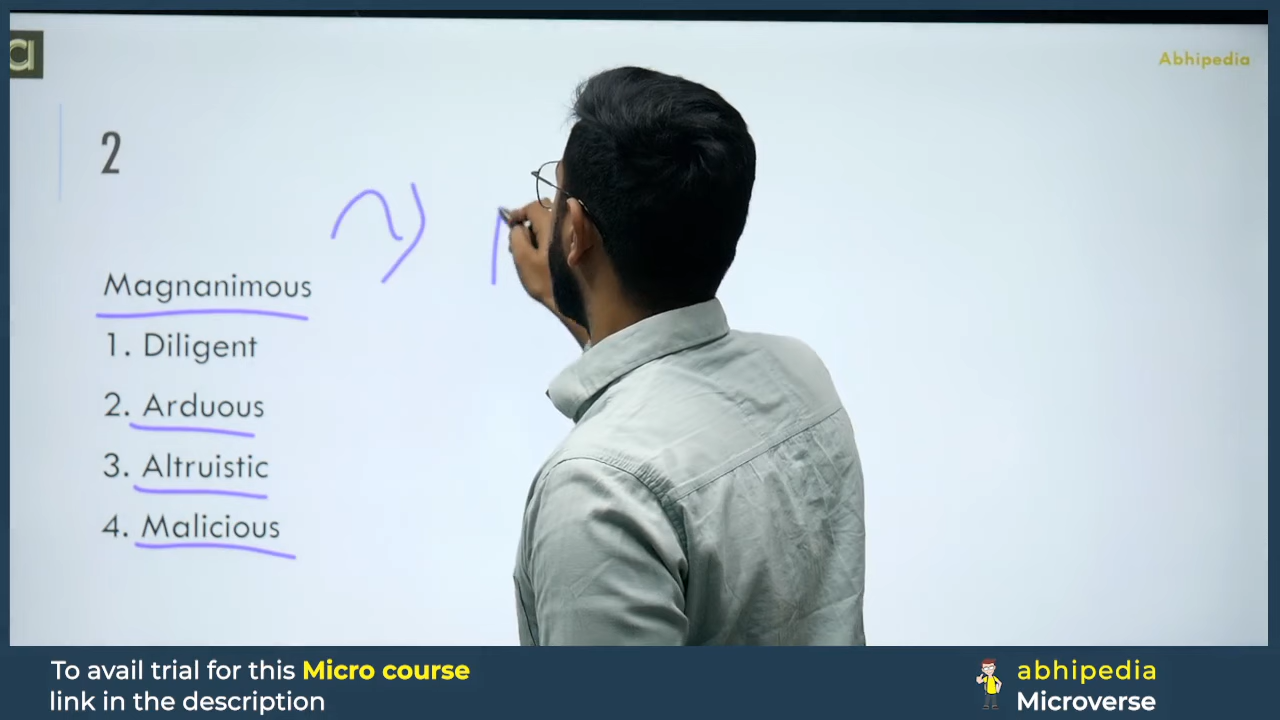 a
Abhipedia
2
Magnanimous
1. Diligent
2. Arduous
3. Altruistic
4. Malicious
To avail trial for this Micro course
link in the description
abhipedia
Microverse